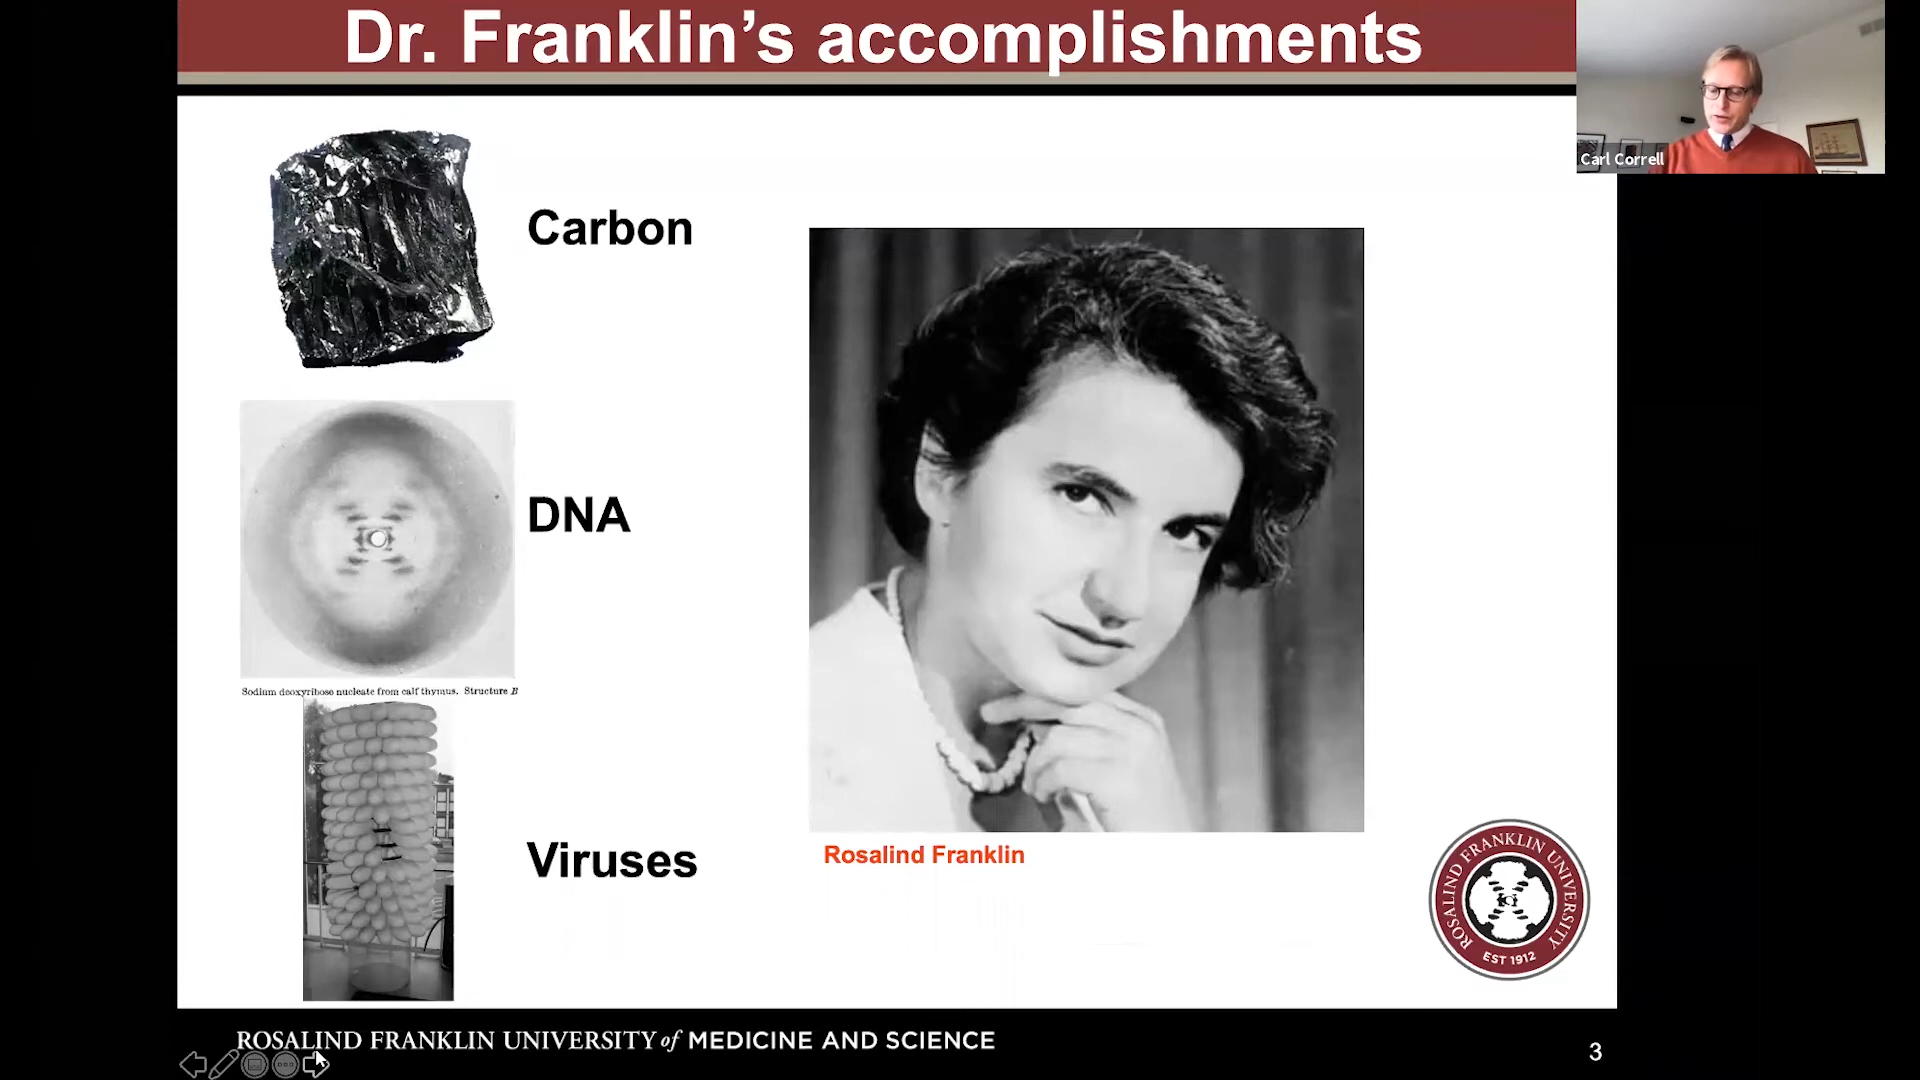 Dr. Franklin’s accomplishments
Carl Correll
Carbon
DNA
Sodium deoxyribose nucleate from calf thymus. Structure B
Viruses
Rosalind Franklin
ROSALIND FRANKLIN UNIVERSITY
EST 1912
ROSALIND FRANKLIN UNIVERSITY of MEDICINE AND SCIENCE
3